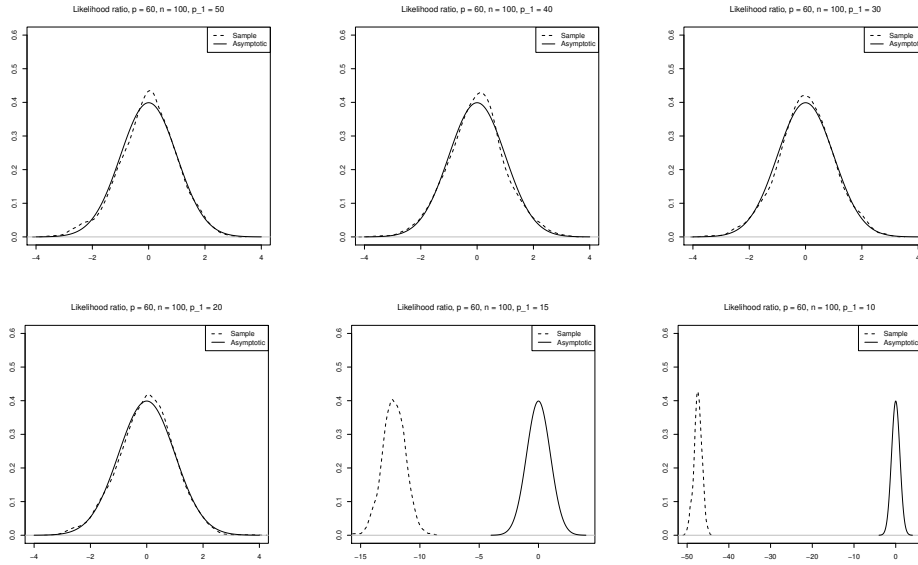 Likelihood ratio, p = 60, n = 100, p_1 = 50
Sample
Asymptotic
0.0 0.1 0.2 0.3 0.4 0.5 0.6
−4 −2 0 2 4
Likelihood ratio, p = 60, n = 100, p_1 = 40
Sample
Asymptotic
0.0 0.1 0.2 0.3 0.4 0.5 0.6
−4 −2 0 2 4
Likelihood ratio, p = 60, n = 100, p_1 = 30
Sample
Asymptoti
0.0 0.1 0.2 0.3 0.4 0.5 0.6
−4 −2 0 2 4
Likelihood ratio, p = 60, n = 100, p_1 = 20
Sample
Asymptotic
0.0 0.1 0.2 0.3 0.4 0.5 0.6
−4 −2 0 2 4
Likelihood ratio, p = 60, n = 100, p_1 = 15
Sample
Asymptotic
0.0 0.1 0.2 0.3 0.4 0.5 0.6
−15 −10 −5 0
Likelihood ratio, p = 60, n = 100, p_1 = 10
Sample
Asymptotic
0.0 0.1 0.2 0.3 0.4 0.5 0.6
−50 −40 −30 −20 −10 0